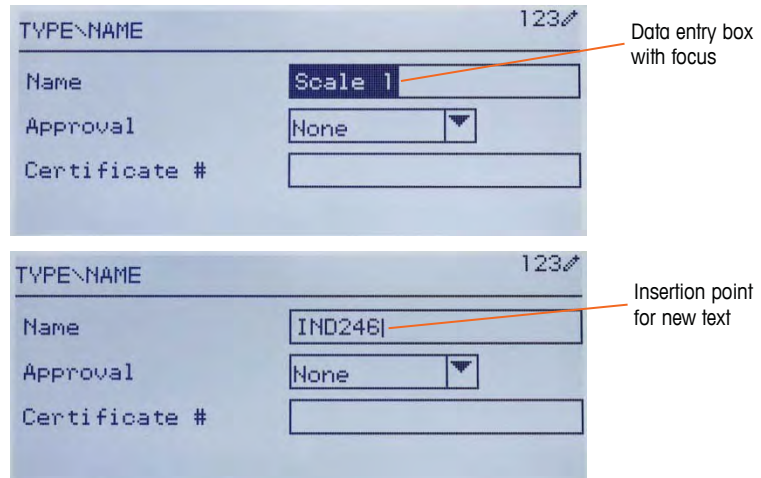 TYPE\NAME 123
Data entry box
with focus
Name Scale 1
Approval None
Certificate #
TYPE\NAME 123
Insertion point
for new text
Name IND246
Approval None
Certificate #